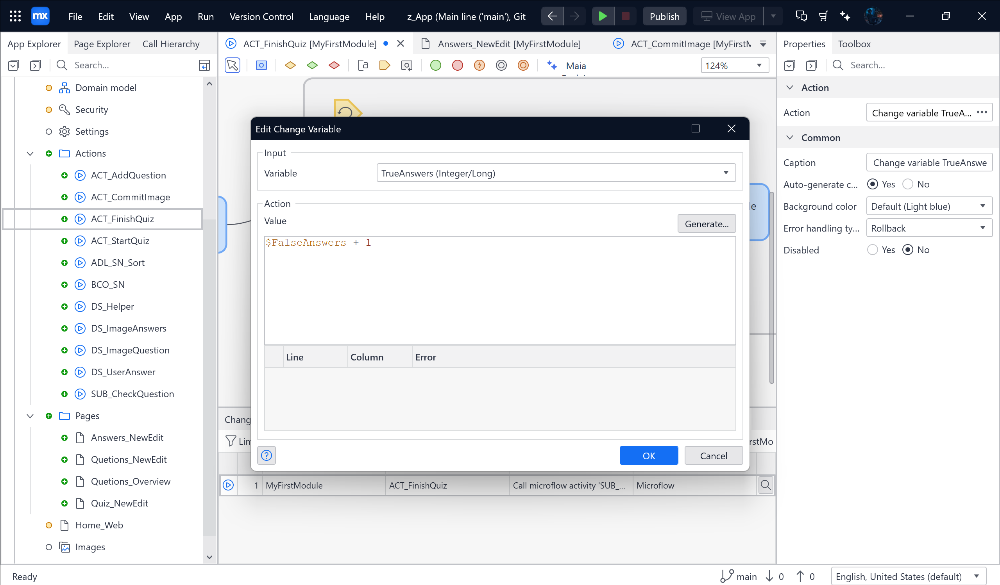 mx File Edit View App Run Version Control Language Help z_App (Main line ('main'), Git Publish View App
App Explorer Page Explorer Call Hierarchy
Search...
Domain model
Security
Settings
Actions
ACT_AddQuestion
ACT_CommitImage
ACT_FinishQuiz
ACT_StartQuiz
ADL_SN_Sort
BCO_SN
DS_Helper
DS_ImageAnswers
DS_ImageQuestion
DS_UserAnswer
SUB_CheckQuestion
Pages
Answers_NewEdit
Quetions_NewEdit
Quetions_Overview
Quiz_NewEdit
Home_Web
Images
ACT_FinishQuiz [MyFirstModule] Answers_NewEdit [MyFirstModule] ACT_CommitImage [MyFirstM
Maia
124%
Edit Change Variable
Input
Variable TrueAnswers (Integer/Long)
Action
Value
Generate...
$FalseAnswers + 1
Line Column Error
OK Cancel
le
Chang
Lim
rstMo
1 MyFirstModule ACT_FinishQuiz Call microflow activity 'SUB_... Microflow
Properties Toolbox
Search...
Action
Action Change variable TrueA... •••
Common
Caption Change variable TrueAnswe
Auto-generate c... Yes No
Background color Default (Light blue)
Error handling ty... Rollback
Disabled Yes No
Ready
main 0 0 English, United States (default)